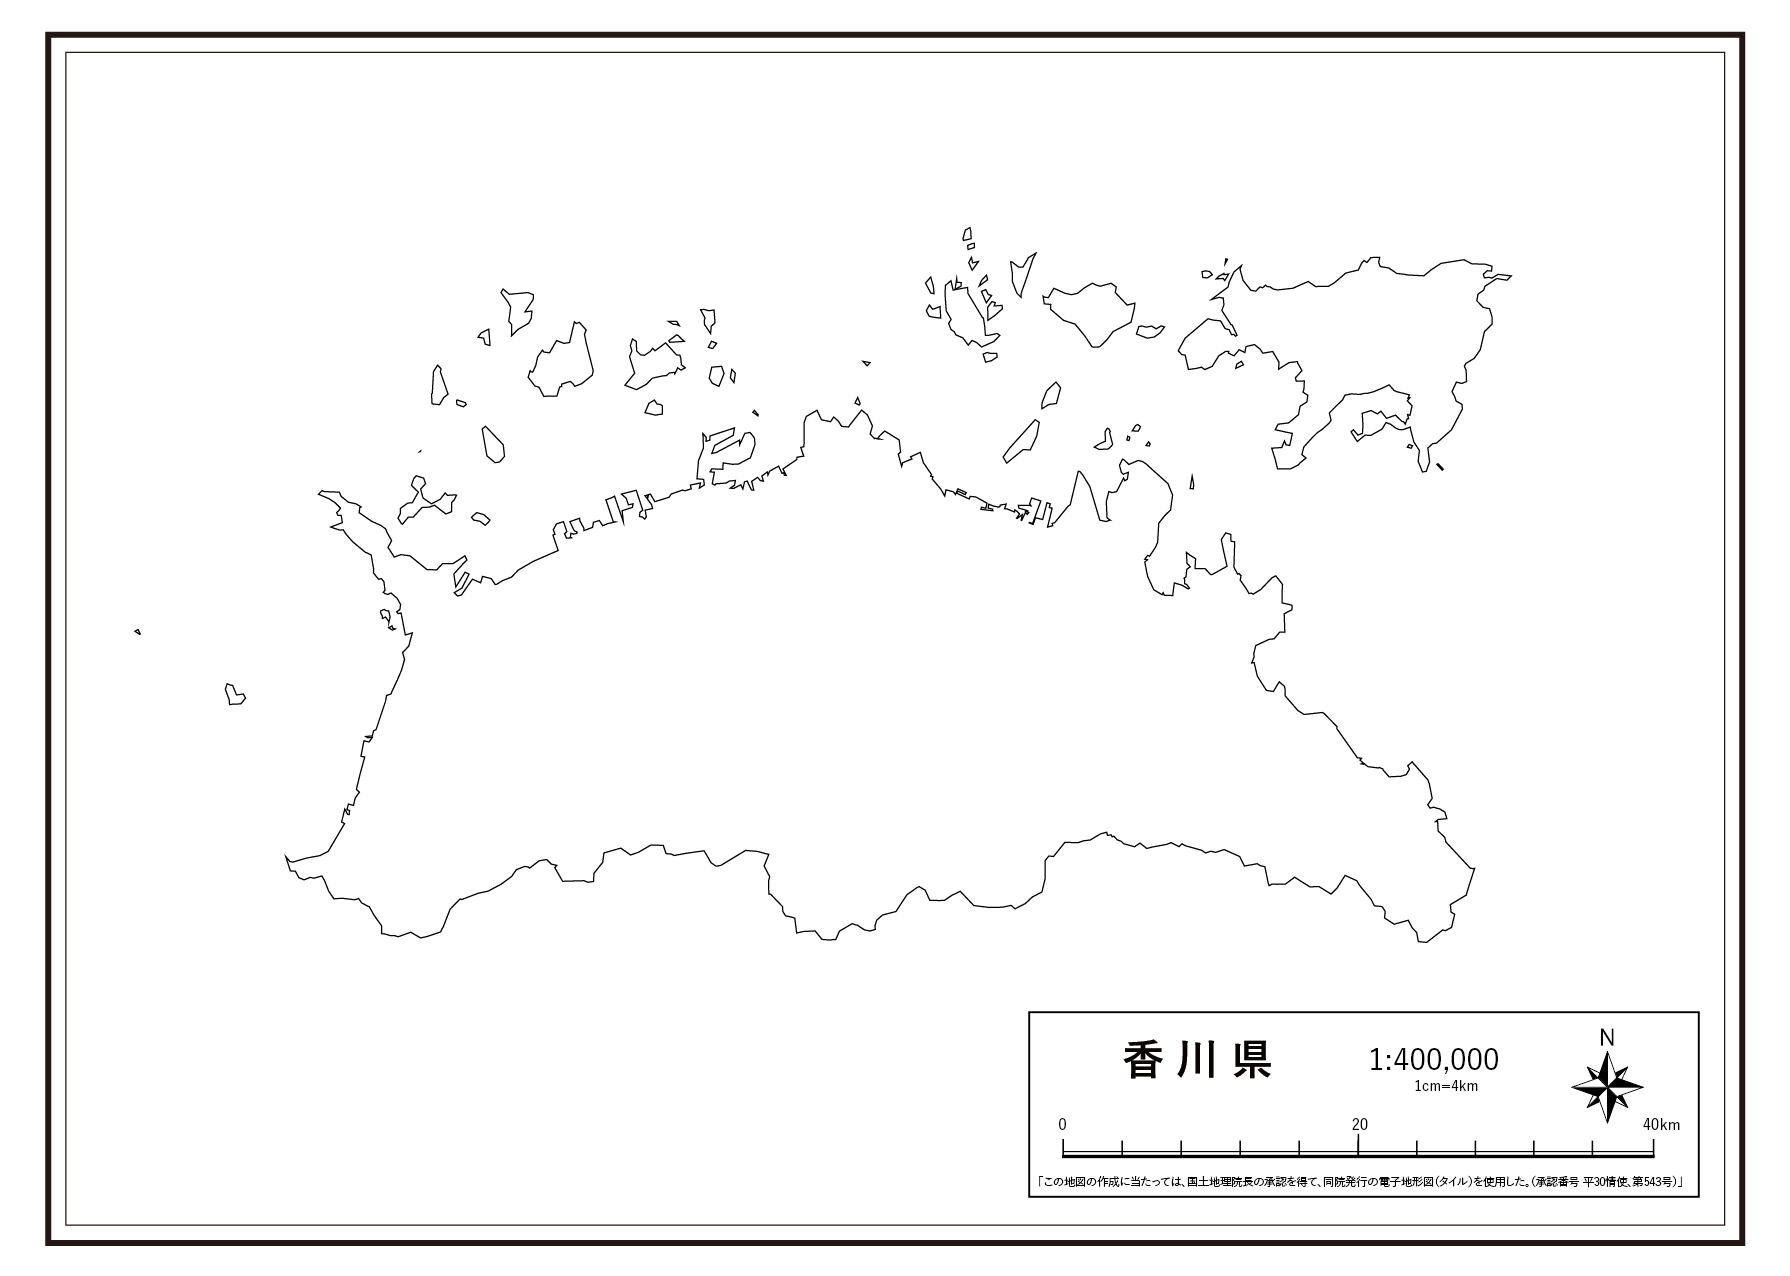 香川県
1:400,000
1cm=4km
N
0 20 40km
「この地図の作成に当たっては、国土地理院長の承認を得て、同院発行の電子地形図(タイル)を使用した。(承認番号 平30情使、第543号)」